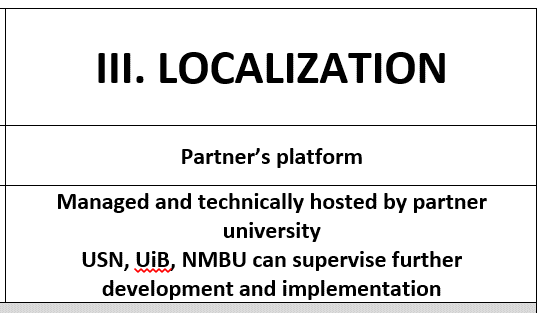 III. LOCALIZATION
Partner’s platform
Managed and technically hosted by partner
university
USN, UiB, NMBU can supervise further
development and implementation